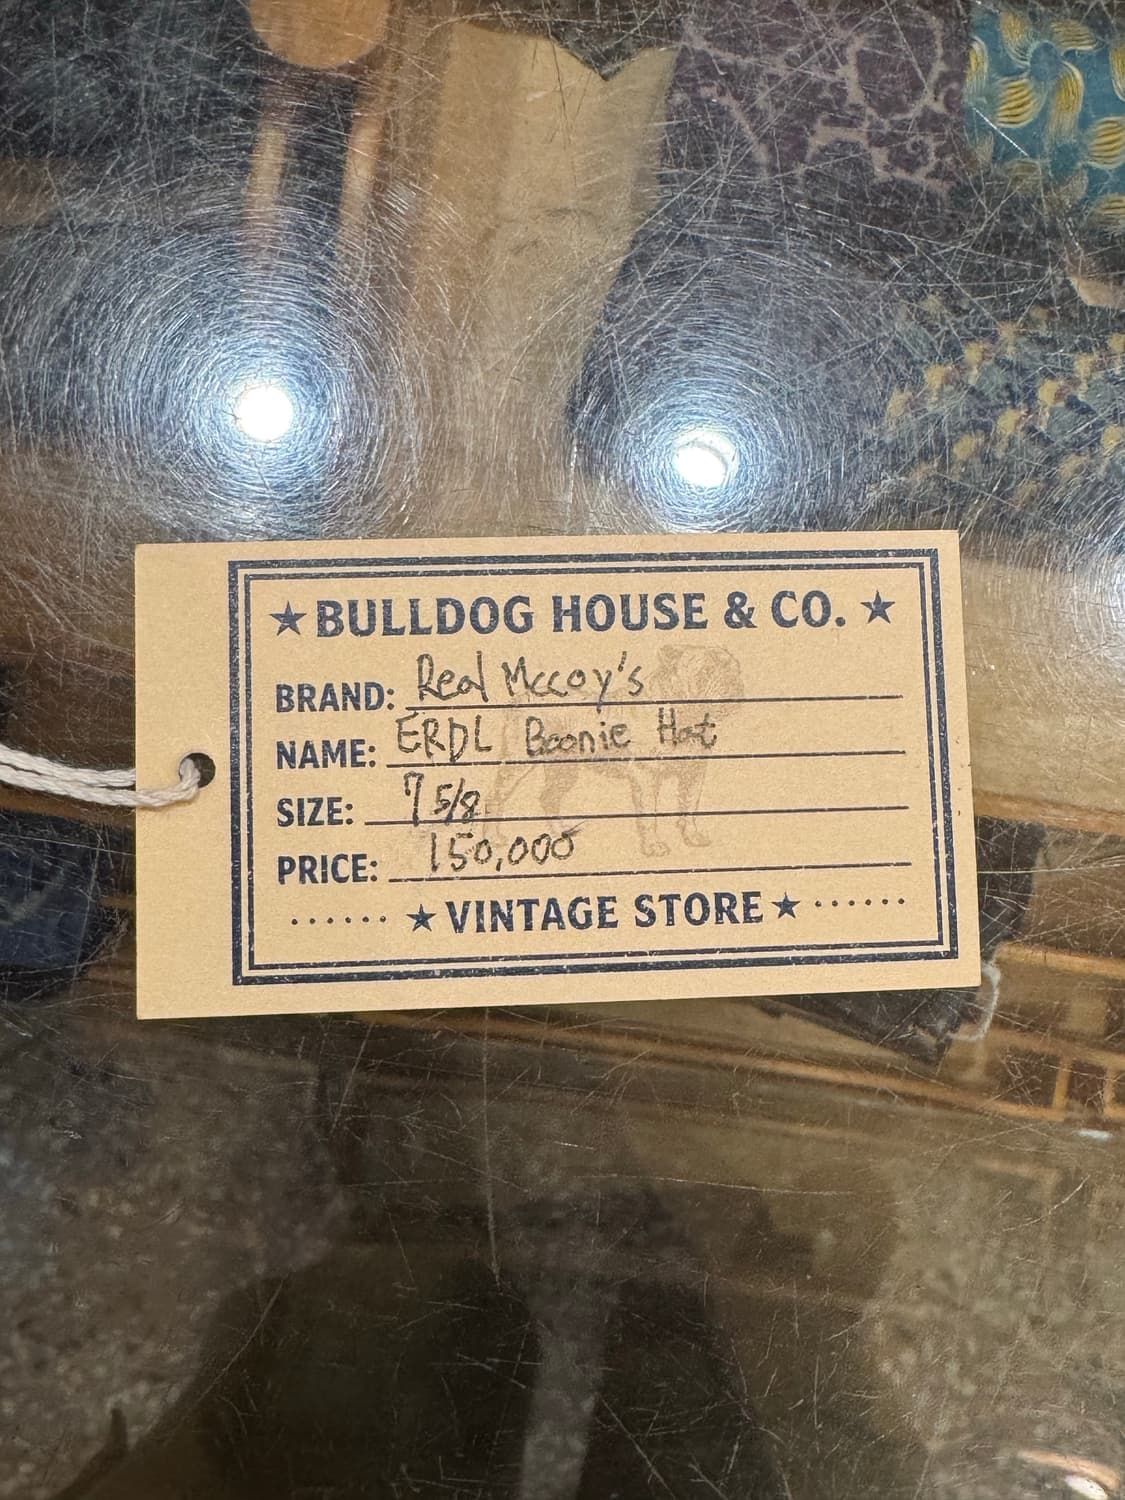 ★ BULLDOG HOUSE & CO. ★
BRAND: Real Mccoy's
NAME: ERDL Boonie Hat
SIZE: 7 5/8
PRICE: 150,000
...... ★ VINTAGE STORE ★ ......